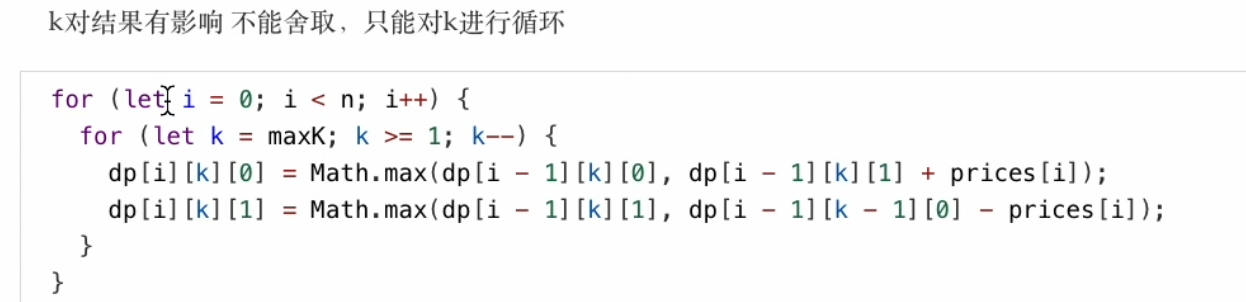 k对结果有影响 不能舍取，只能对k进行循环
for (let i = 0; i < n; i++) {
  for (let k = maxK; k >= 1; k--) {
    dp[i][k][0] = Math.max(dp[i - 1][k][0], dp[i - 1][k][1] + prices[i]);
    dp[i][k][1] = Math.max(dp[i - 1][k][1], dp[i - 1][k - 1][0] - prices[i]);
  }
}